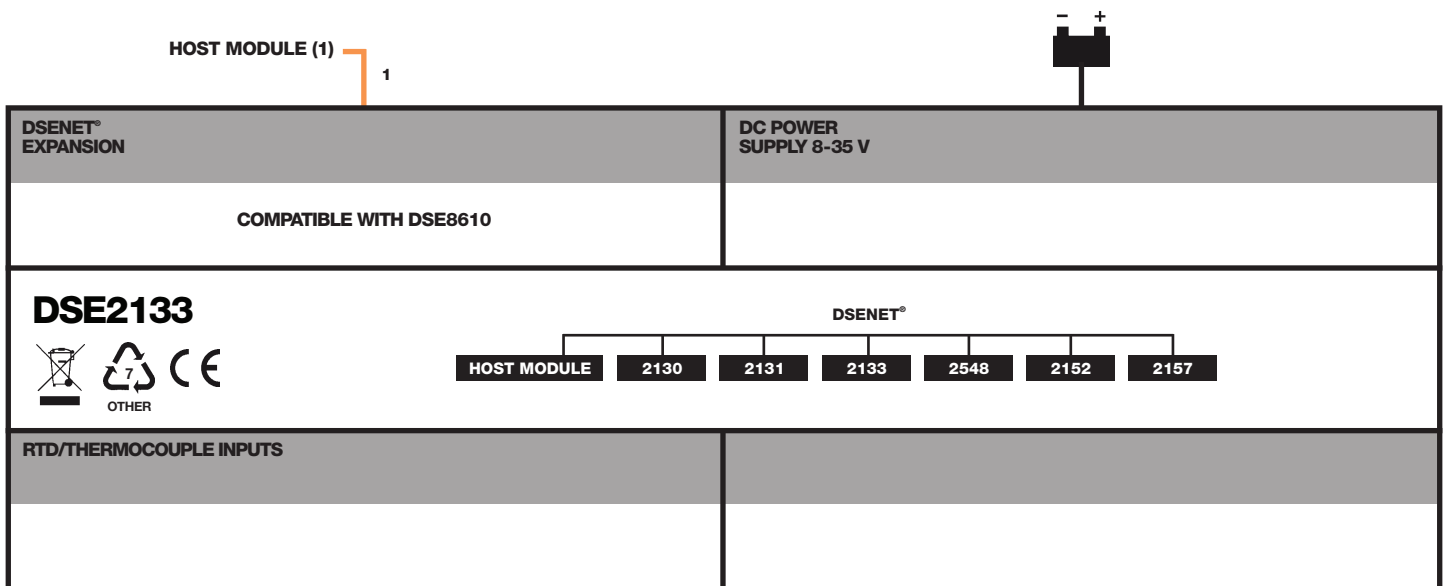 − +
HOST MODULE (1)
1
DSENET®
EXPANSION
DC POWER
SUPPLY 8-35 V
COMPATIBLE WITH DSE8610
DSE2133
DSENET®
HOST MODULE 2130 2131 2133 2548 2152 2157
7
CE
OTHER
RTD/THERMOCOUPLE INPUTS